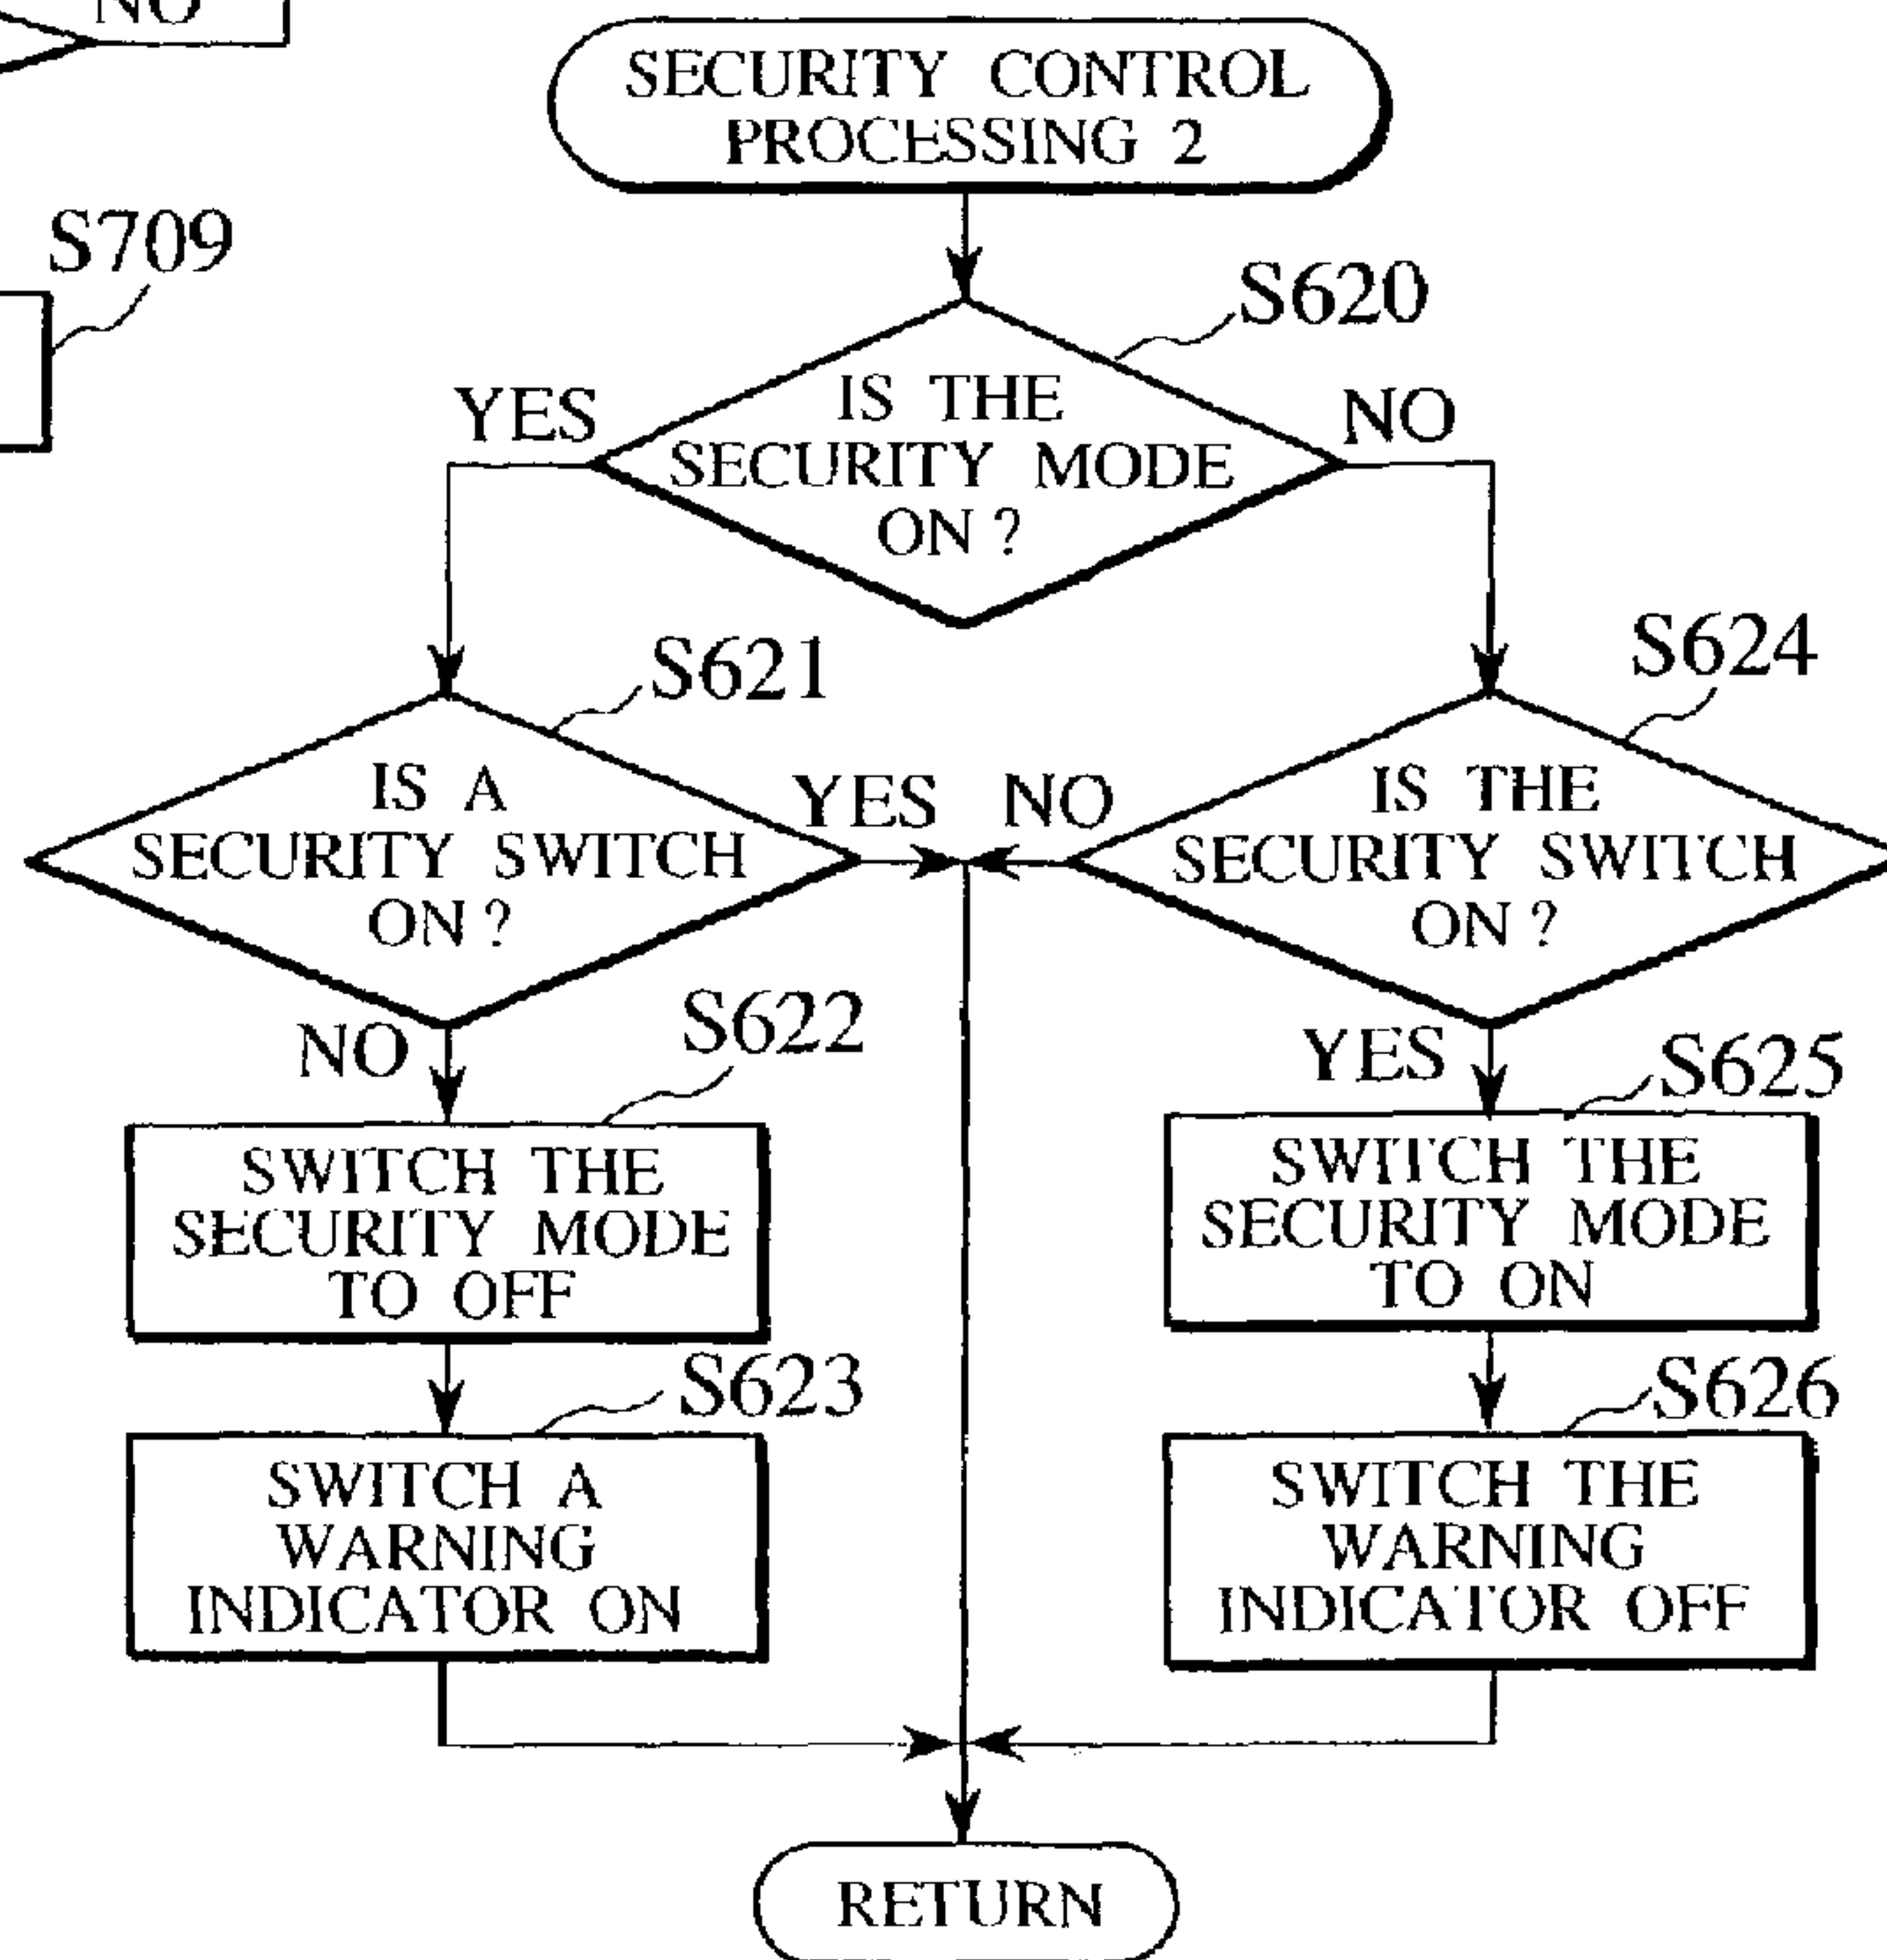 NO
SECURITY CONTROL
PROCESSING 2
S709
S620
IS THE
SECURITY MODE
ON ?
YES
NO
S621
S624
IS A
SECURITY SWITCH
ON ?
YES
NO
IS THE
SECURITY SWITCH
ON ?
NO
S622
YES
S625
SWITCH THE
SECURITY MODE
TO OFF
SWITCH THE
SECURITY MODE
TO ON
S623
S626
SWITCH A
WARNING
INDICATOR ON
SWITCH THE
WARNING
INDICATOR OFF
RETURN